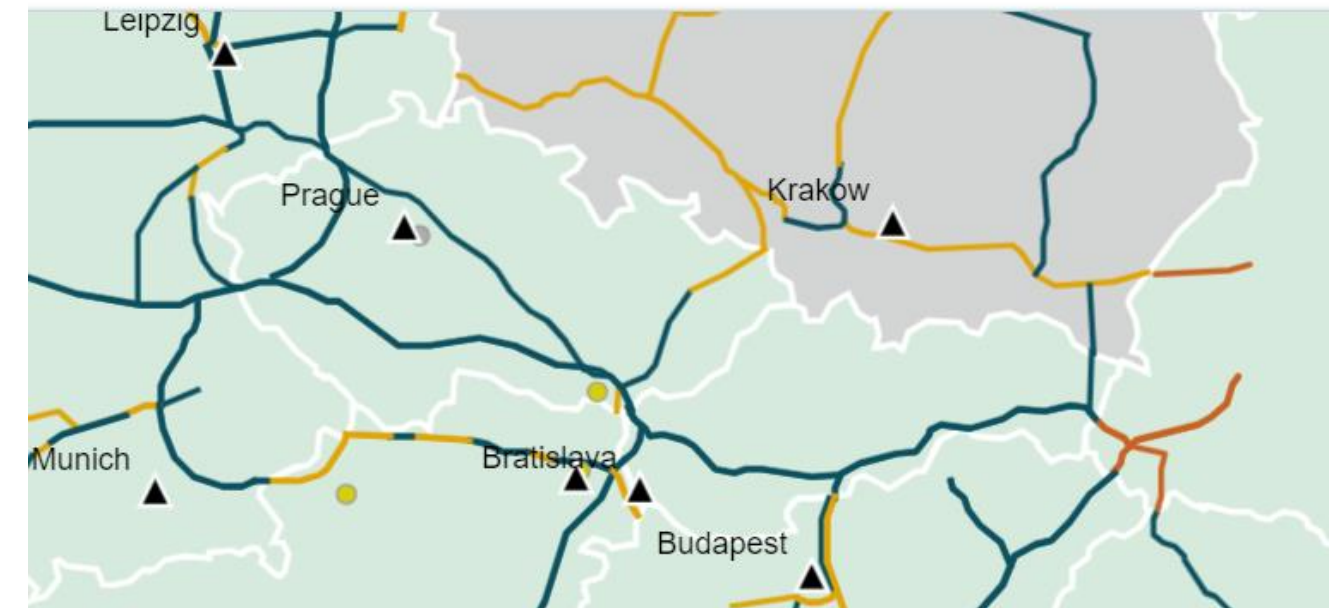 Leipzig
Prague
Krakow
Munich
Bratislava
Budapest